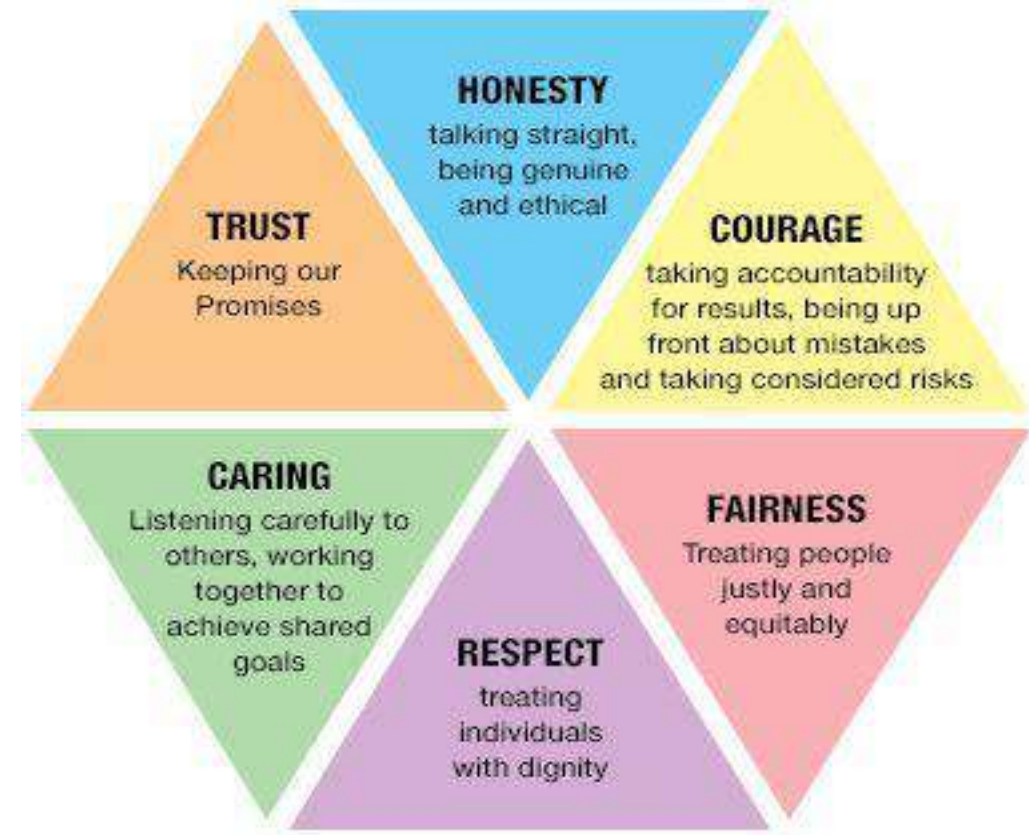 HONESTY
talking straight,
being genuine
and ethical
TRUST
Keeping our
Promises
COURAGE
taking accountability
for results, being up
front about mistakes
and taking considered risks
CARING
Listening carefully to
others, working
together to
achieve shared
goals
FAIRNESS
Treating people
justly and
equitably
RESPECT
treating
individuals
with dignity